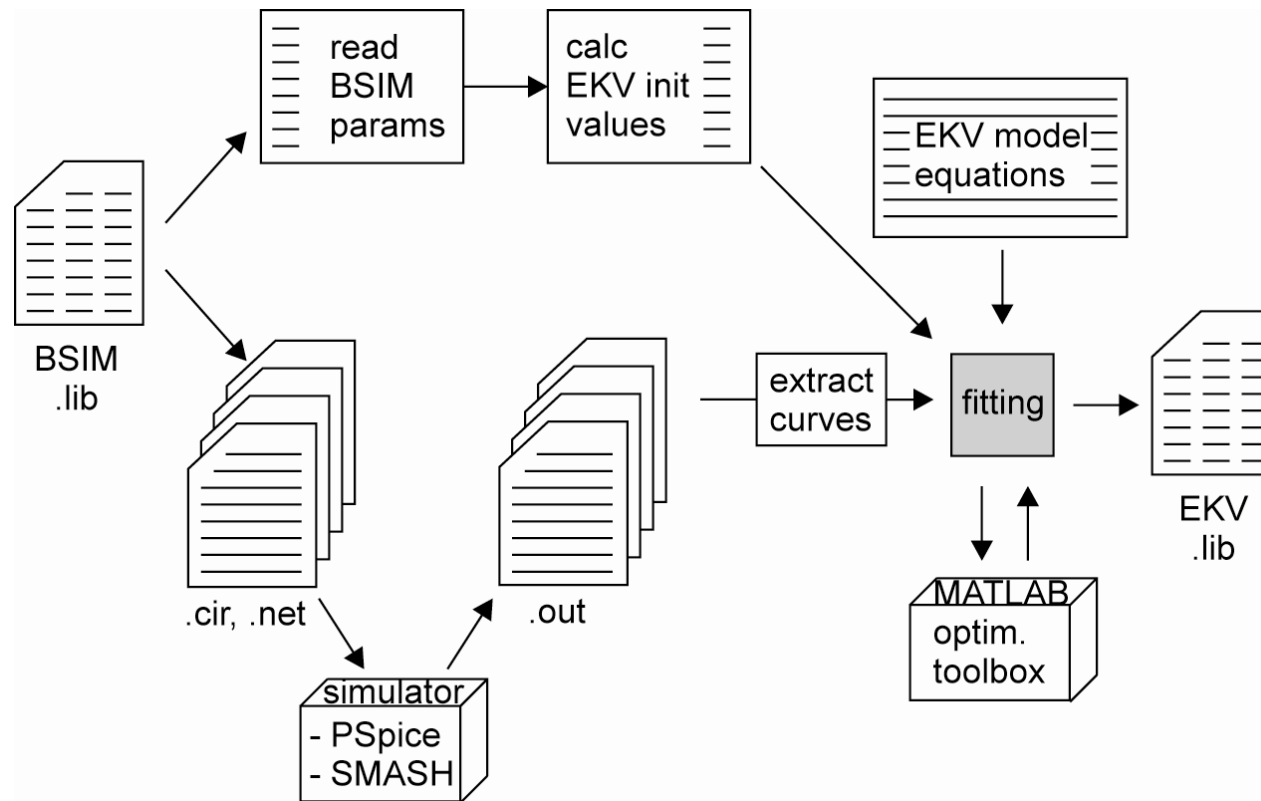 read
BSIM
params
calc
EKV init
values
EKV model
equations
BSIM
.lib
extract
curves
fitting
EKV
.lib
.cir, .net
.out
MATLAB
optim.
toolbox
simulator
- PSpice
- SMASH